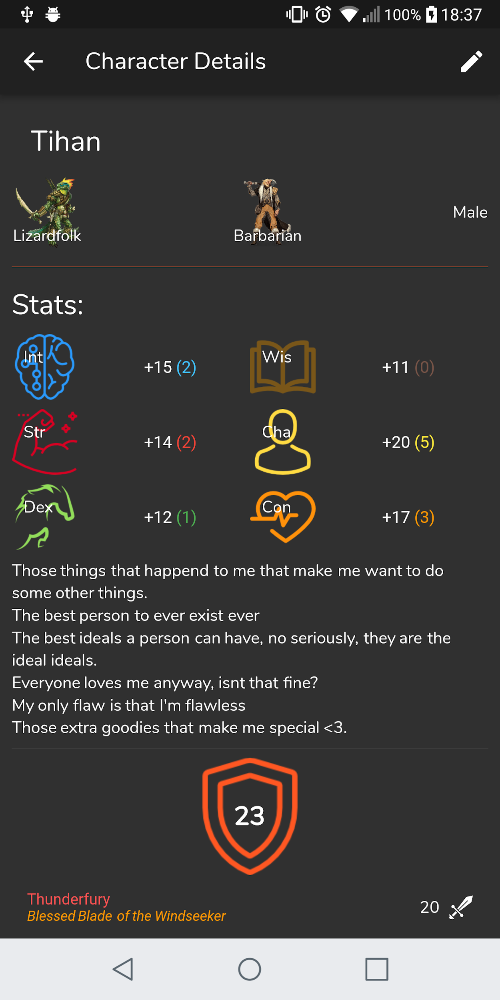 100% 18:37
Character Details
Tihan
Lizardfolk Barbarian Male
Stats:
Int +15 (2) Wis +11 (0)
Str +14 (2) Cha +20 (5)
Dex +12 (1) Con +17 (3)
Those things that happend to me that make me want to do
some other things.
The best person to ever exist ever
The best ideals a person can have, no seriously, they are the
ideal ideals.
Everyone loves me anyway, isnt that fine?
My only flaw is that I'm flawless
Those extra goodies that make me special <3.
23
Thunderfury
Blessed Blade of the Windseeker
20